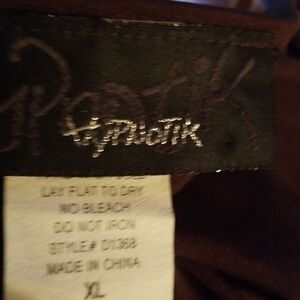 HYPNOTIK
LAY FLAT TO DRY
NO BLEACH
DO NOT IRON
STYLE# D1368
MADE IN CHINA
XL